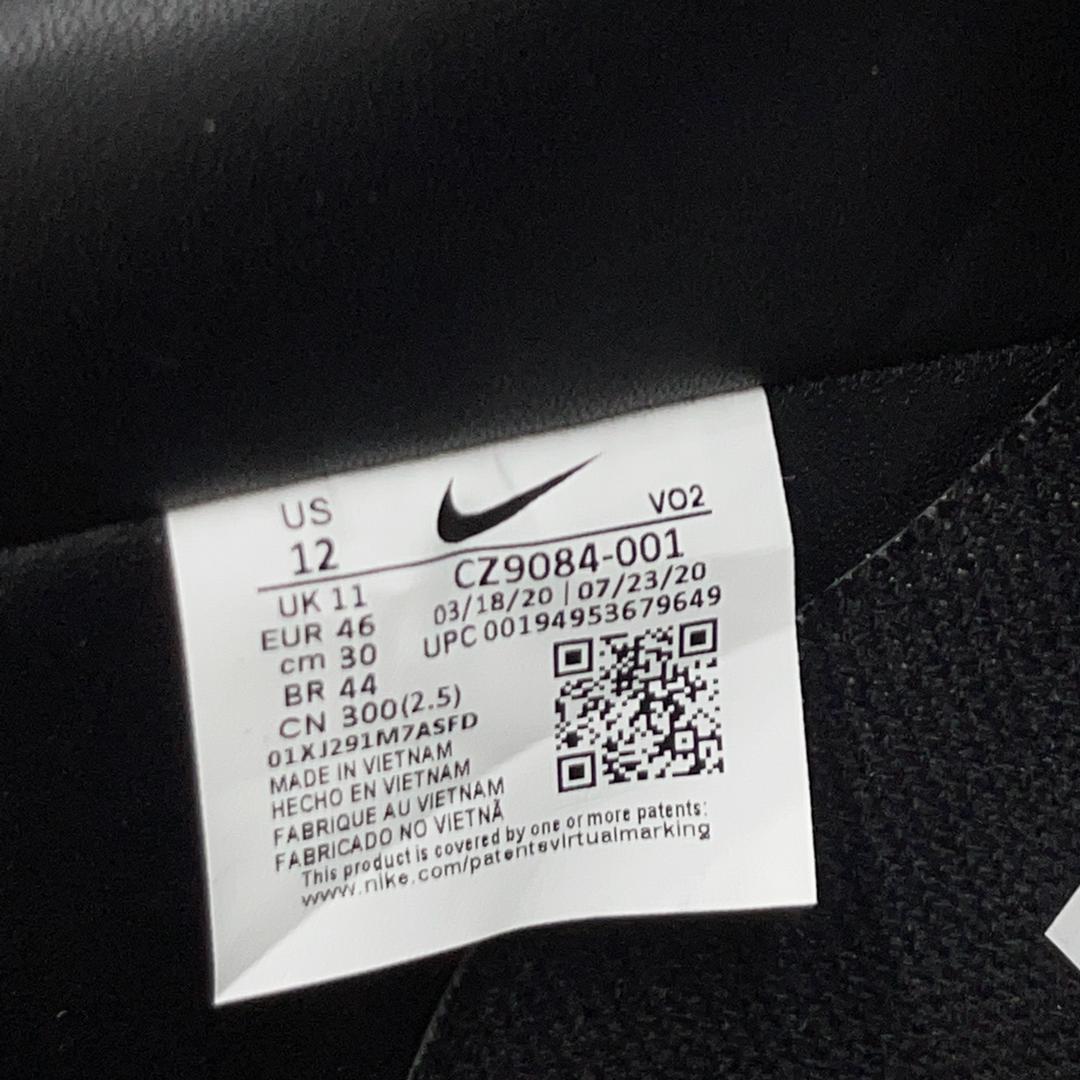 US
12
VO2
UK 11
EUR 46
cm 30
BR 44
CN 300(2.5)
CZ9084-001
03/18/20 | 07/23/20
UPC 00194953679649
01XJ291M7ASFD
MADE IN VIETNAM
HECHO EN VIETNAM
FABRIQUE AU VIETNAM
FABRICADO NO VIETNÃ
This product is covered by one or more patents:
www.nike.com/patentsvirtualmarking